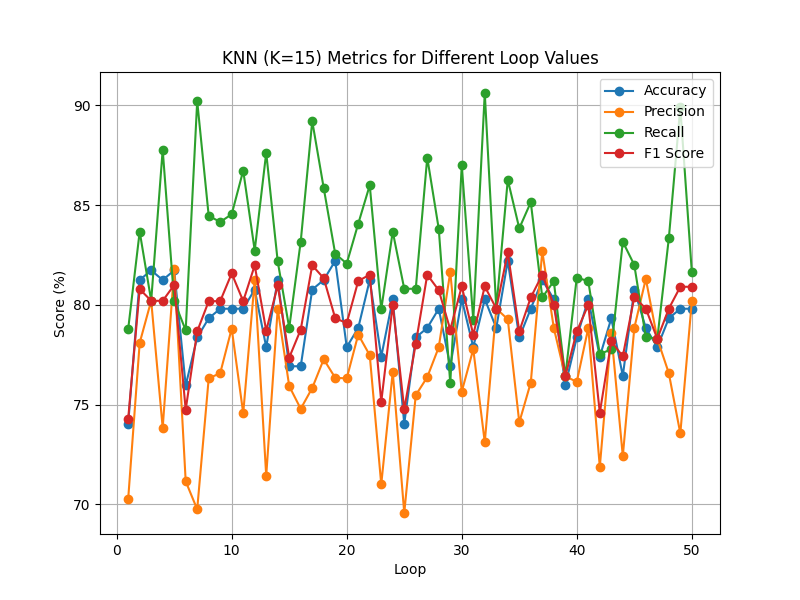 KNN (K=15) Metrics for Different Loop Values
Accuracy
Precision
Recall
F1 Score
Score (%)
90
85
80
75
70
0 10 20 30 40 50
Loop